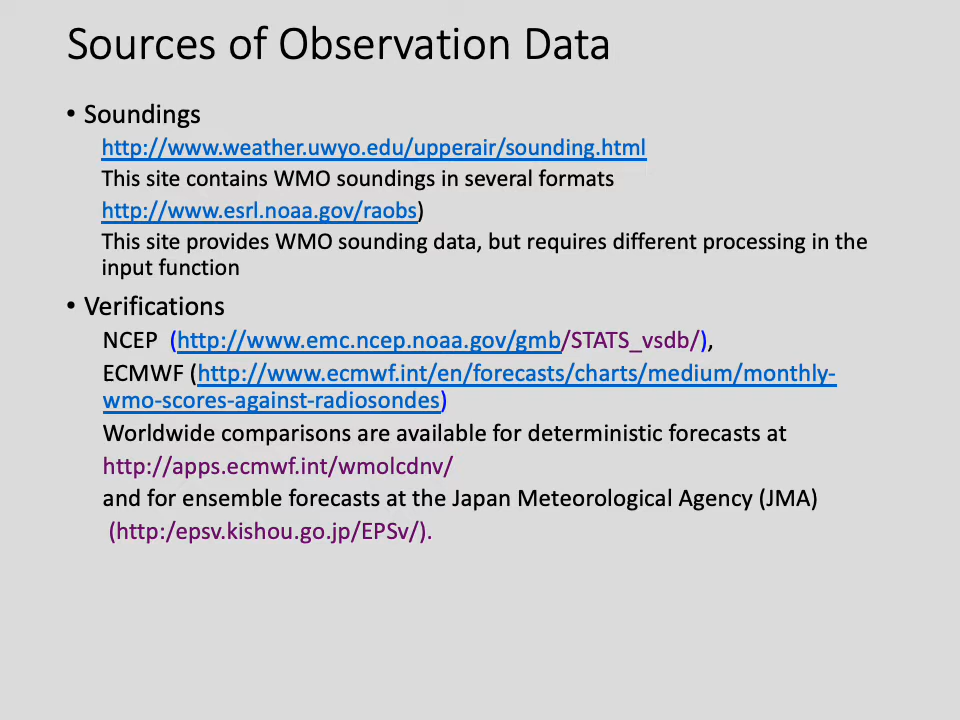 Sources of Observation Data
• Soundings
http://www.weather.uwyo.edu/upperair/sounding.html
This site contains WMO soundings in several formats
http://www.esrl.noaa.gov/raobs)
This site provides WMO sounding data, but requires different processing in the
input function
• Verifications
NCEP (http://www.emc.ncep.noaa.gov/gmb/STATS_vsdb/),
ECMWF (http://www.ecmwf.int/en/forecasts/charts/medium/monthly-
wmo-scores-against-radiosondes)
Worldwide comparisons are available for deterministic forecasts at
http://apps.ecmwf.int/wmolcdnv/
and for ensemble forecasts at the Japan Meteorological Agency (JMA)
(http:/epsv.kishou.go.jp/EPSv/).